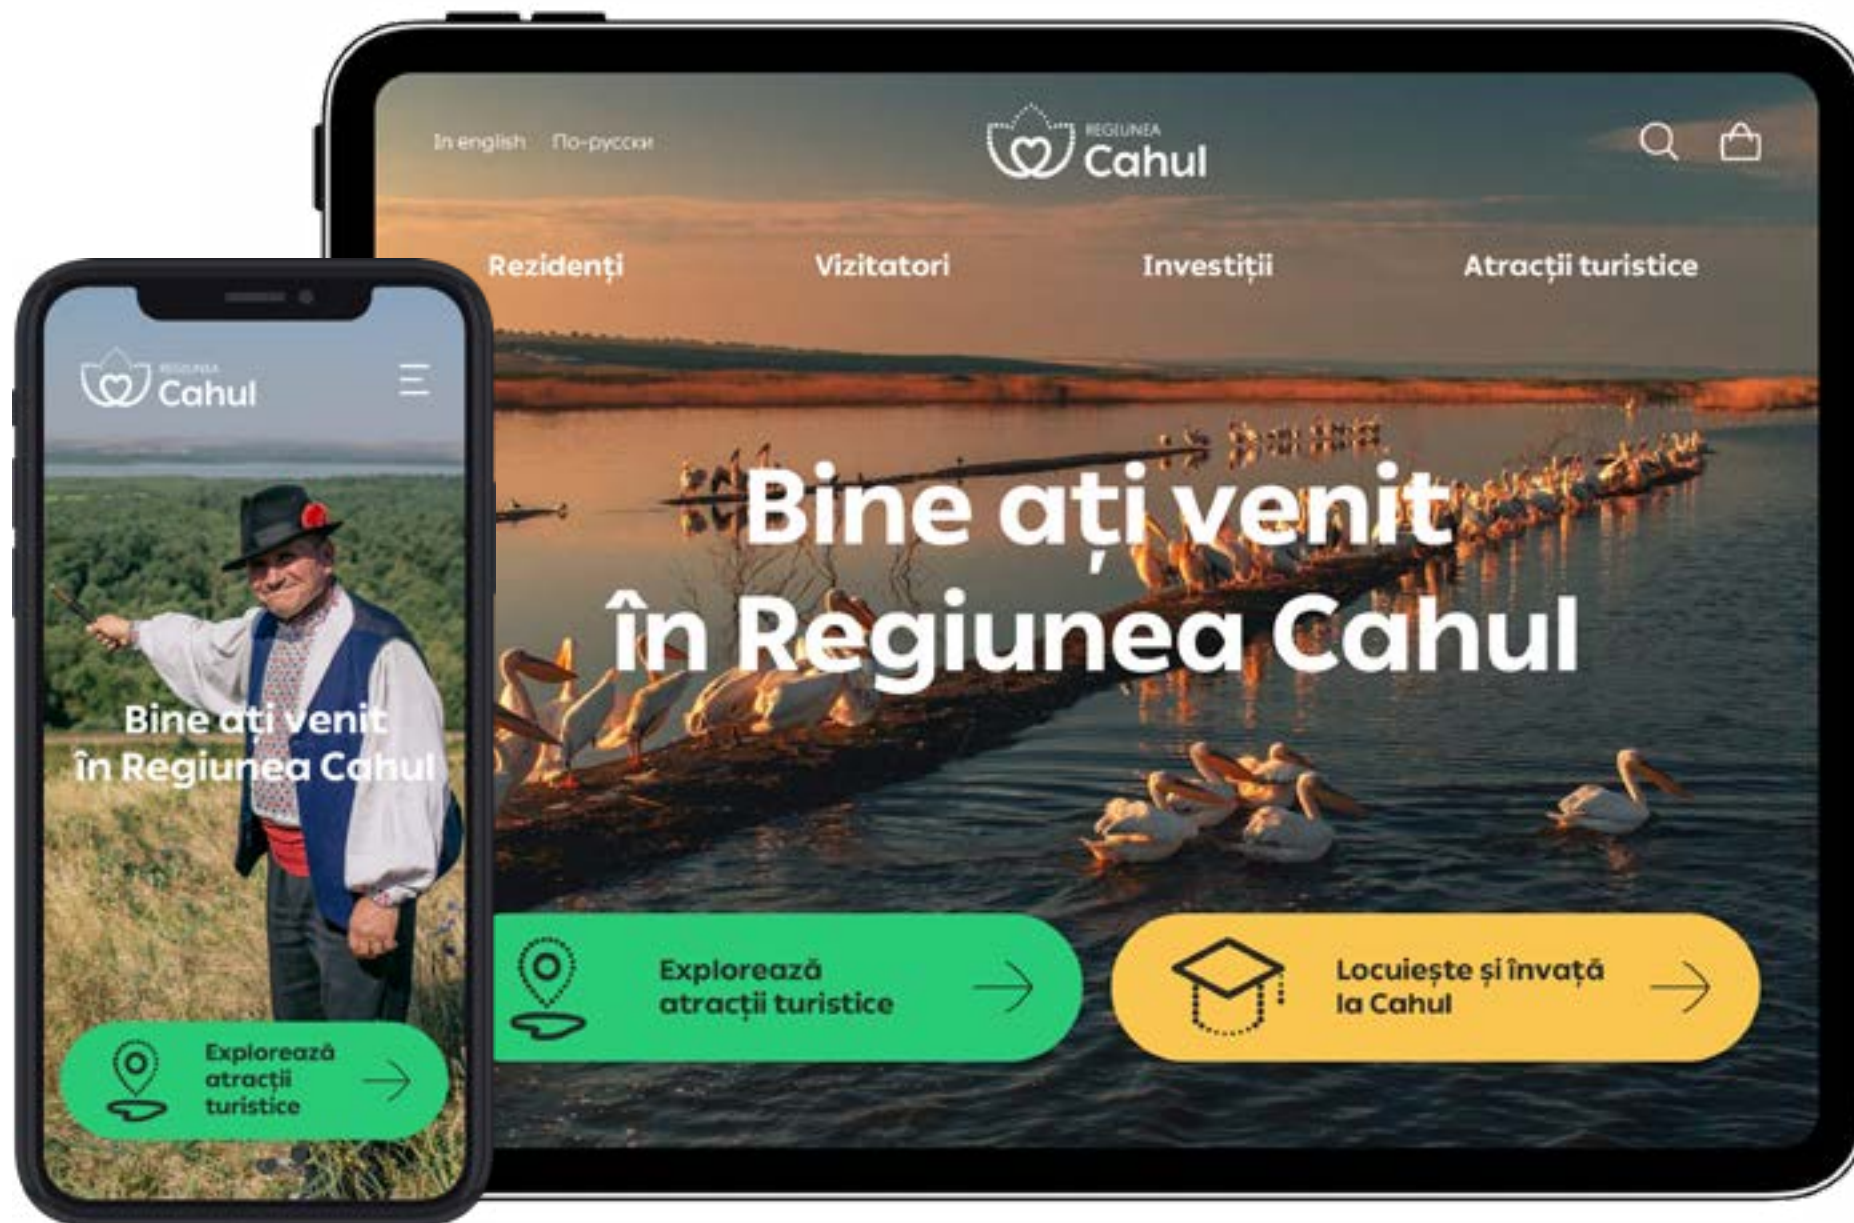 In english По-русски
REGIUNEA
Cahul
Rezidenți Vizitatori Investiții Atracții turistice
Bine ați venit
în Regiunea Cahul
Explorează
atracții turistice
Locuiește și învață
la Cahul
REGIUNEA
Cahul
Bine ați venit
în Regiunea Cahul
Explorează
atracții
turistice